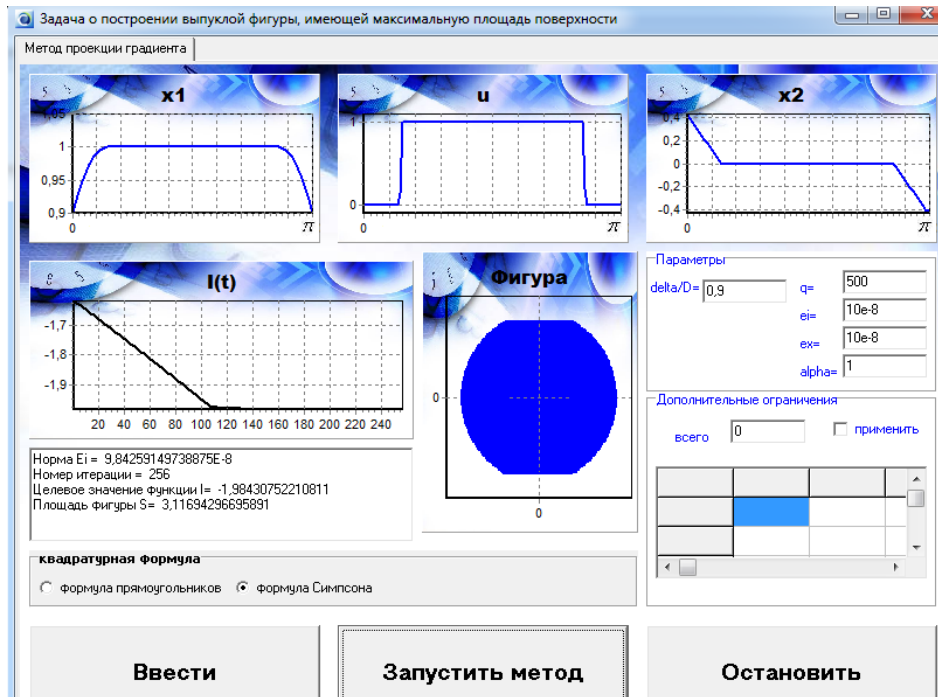 Задача о построении выпуклой фигуры, имеющей максимальную площадь поверхности
Метод проекции градиента
x1
1,05
1
0,95
0,9
0
π
u
1
0
0
π
x2
0,4
0,2
0
-0,2
-0,4
0
π
I(t)
-1,7
-1,8
-1,9
20 40 60 80 100 120 140 160 180 200 220 240
Фигура
0
0
Параметры
delta/D= 0,9
q= 500
ei= 10e-8
ex= 10e-8
alpha= 1
Дополнительные ограничения
всего 0
применить
Норма Ei = 9,84259149738875E-8
Номер итерации = 256
Целевое значение функции I= -1,98430752210811
Площадь фигуры S= 3,11694296695891
Квадратурная формула
формула прямоугольников формула Симпсона
Ввести
Запустить метод
Остановить